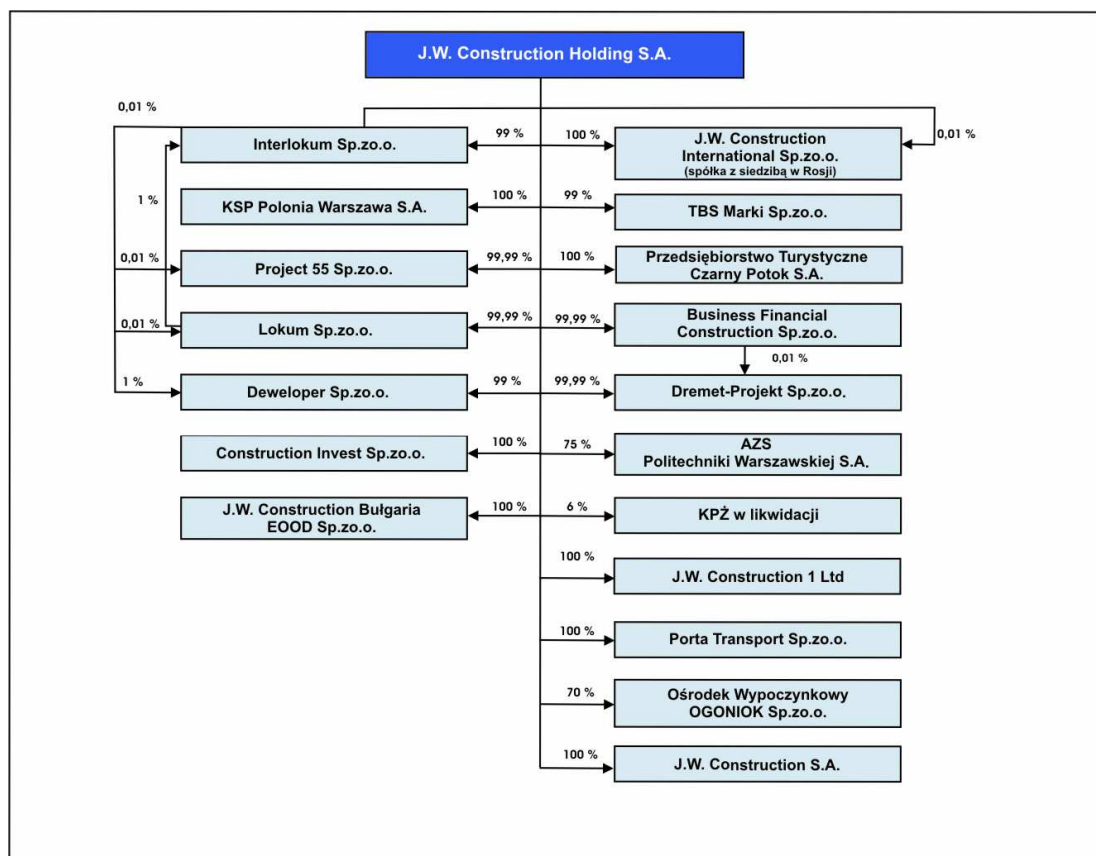 J.W. Construction Holding S.A.
0,01 %
Interlokum Sp.zo.o.
99 %
100 %
J.W. Construction
International Sp.zo.o.
(spółka z siedzibą w Rosji)
0,01 %
1 %
KSP Polonia Warszawa S.A.
100 %
99 %
TBS Marki Sp.zo.o.
0,01 %
Project 55 Sp.zo.o.
99,99 %
100 %
Przedsiębiorstwo Turystyczne
Czarny Potok S.A.
0,01 %
Lokum Sp.zo.o.
99,99 %
99,99 %
Business Financial
Construction Sp.zo.o.
0,01 %
1 %
Deweloper Sp.zo.o.
99 %
99,99 %
Dremet-Projekt Sp.zo.o.
Construction Invest Sp.zo.o.
100 %
75 %
AZS
Politechniki Warszawskiej S.A.
J.W. Construction Bułgaria
EOOD Sp.zo.o.
100 %
6 %
KPŻ w likwidacji
100 %
J.W. Construction 1 Ltd
100 %
Porta Transport Sp.zo.o.
70 %
Ośrodek Wypoczynkowy
OGONIOK Sp.zo.o.
100 %
J.W. Construction S.A.